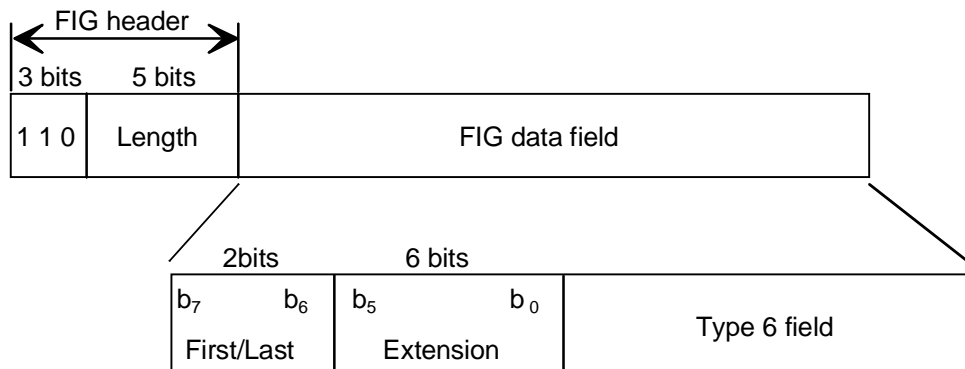 FIG header
3 bits 5 bits
1 1 0 Length FIG data field
2bits 6 bits
b7 b6 b5 b0
First/Last Extension Type 6 field